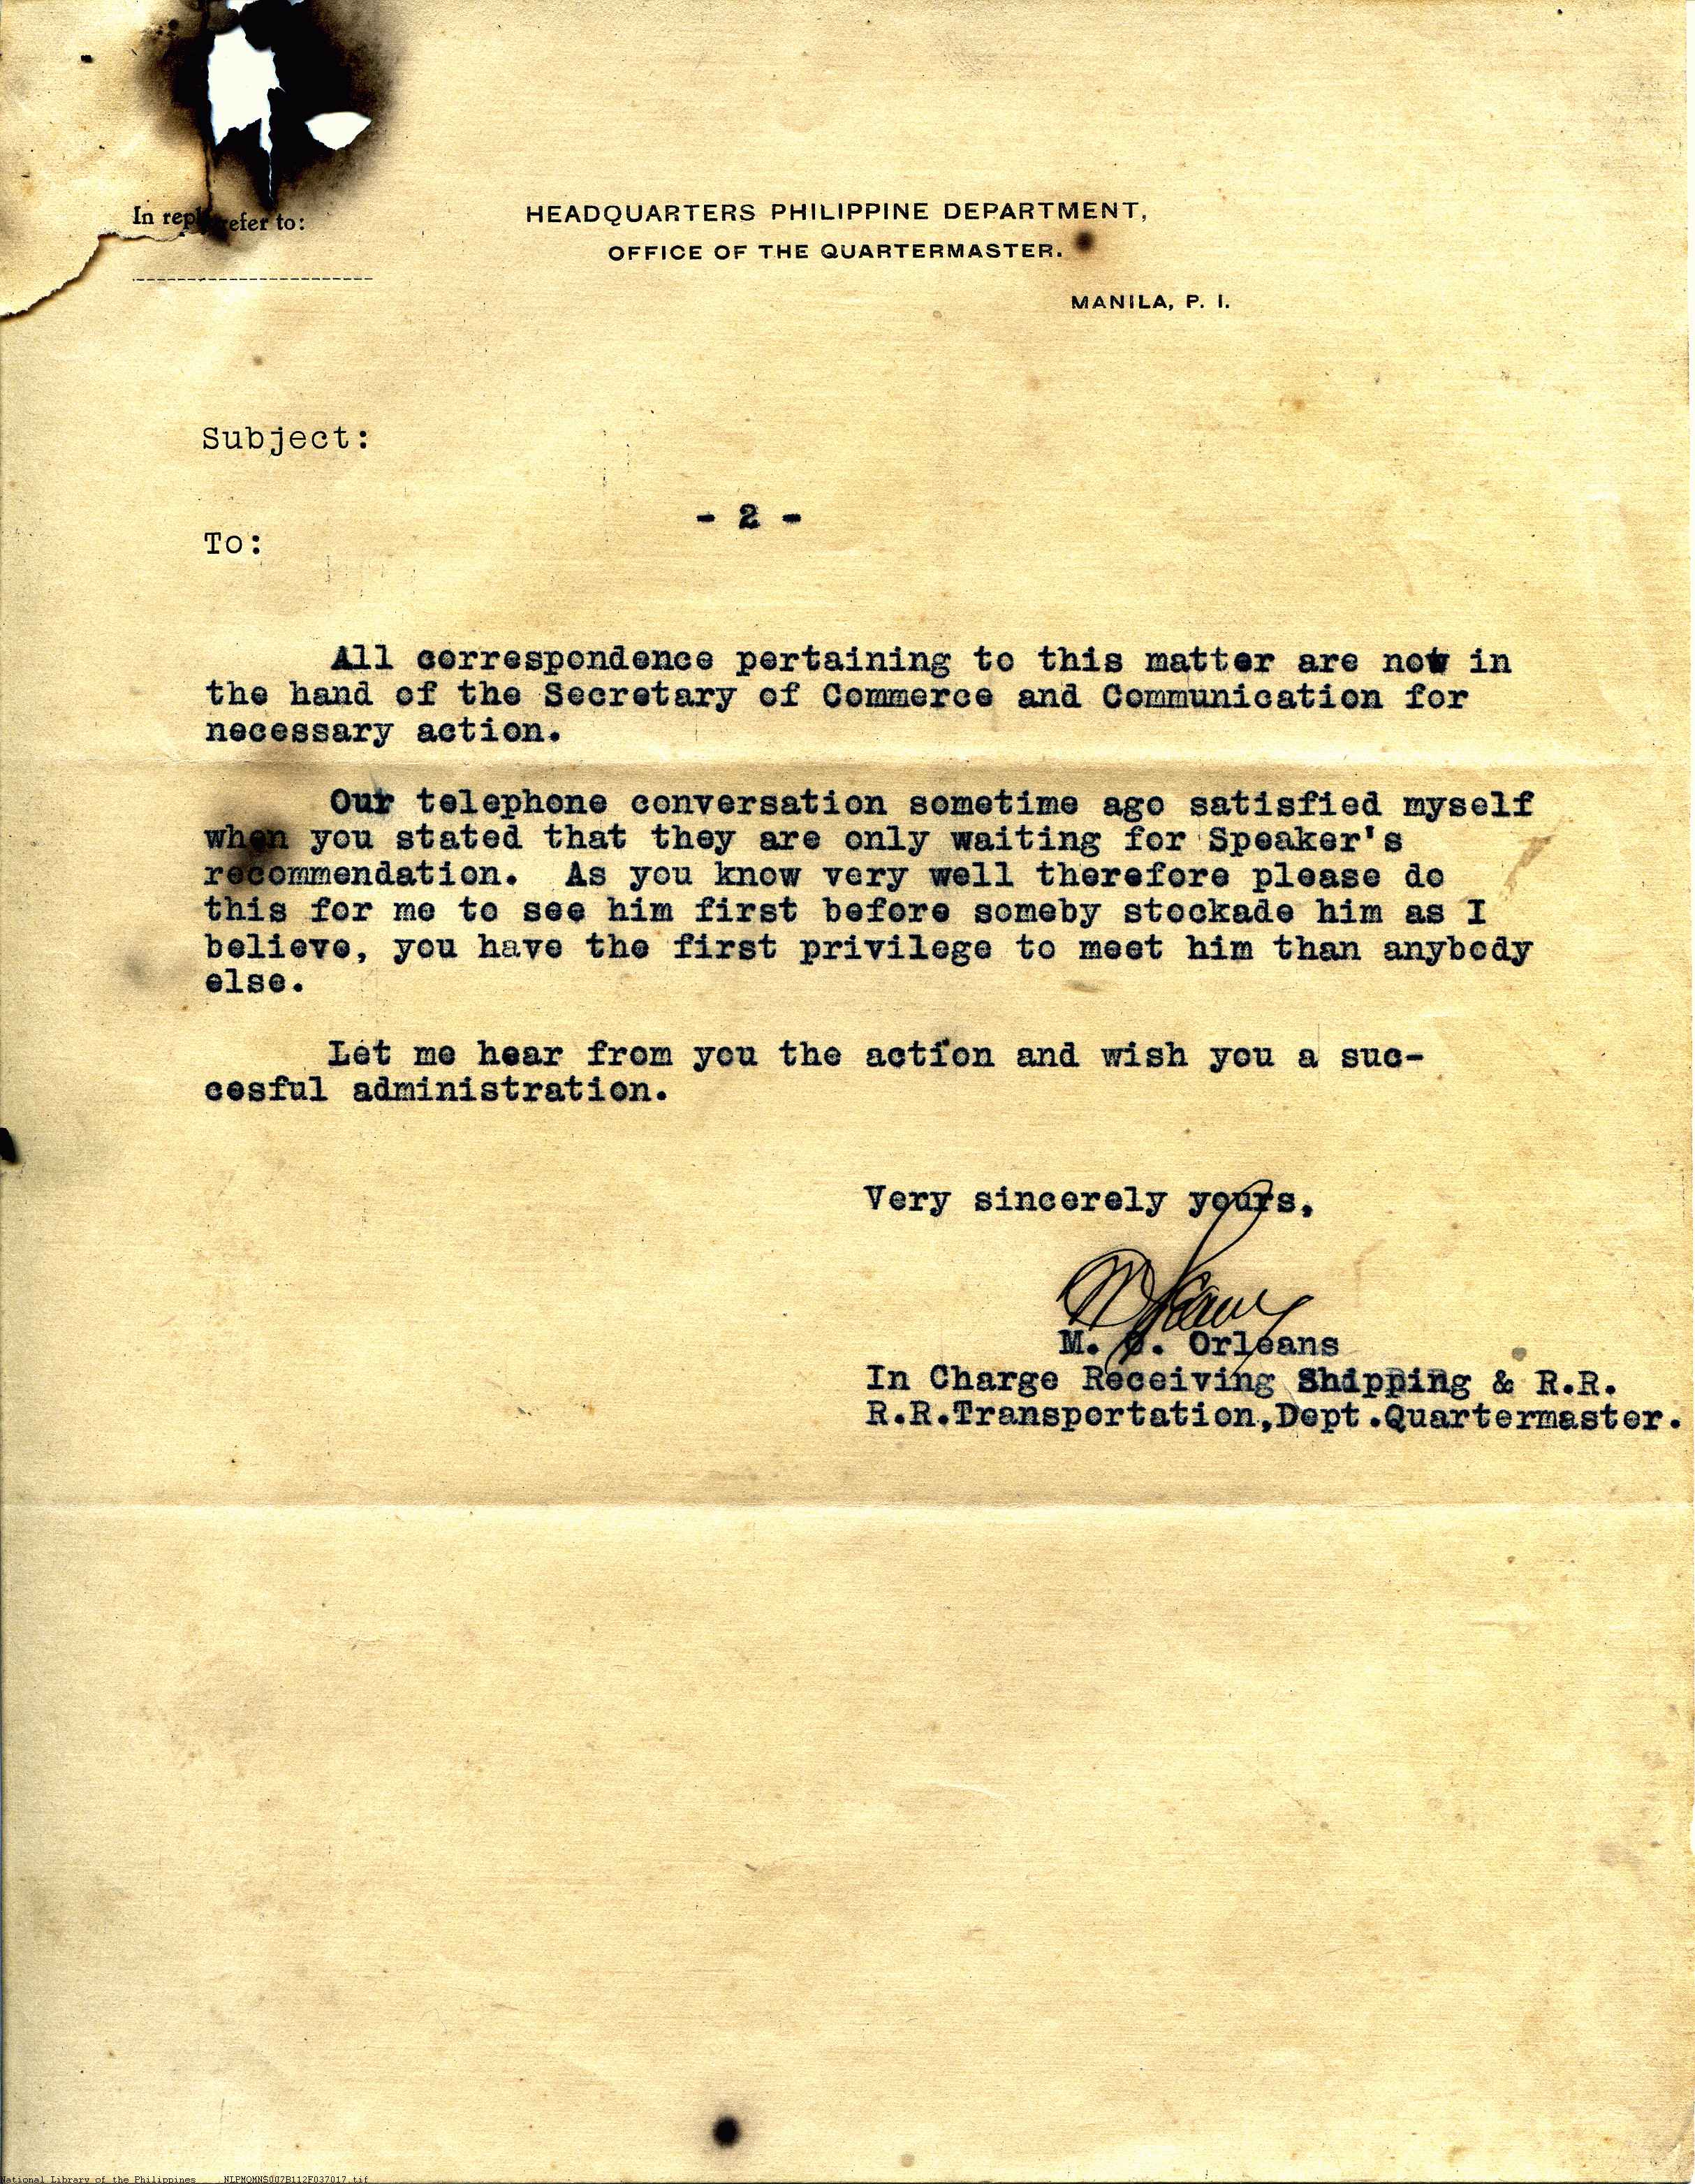 In reply refer to:
HEADQUARTERS PHILIPPINE DEPARTMENT,
OFFICE OF THE QUARTERMASTER.
MANILA, P. I.
Subject:
- 2 -
To:
All correspondence pertaining to this matter are now in
the hand of the Secretary of Commerce and Communication for
necessary action.
Our telephone conversation sometime ago satisfied myself
when you stated that they are only waiting for Speaker's
recommendation. As you know very well therefore please do
this for me to see him first before someby stockade him as I
believe, you have the first privilege to meet him than anybody
else.
Let me hear from you the action and wish you a suc-
cesful administration.
Very sincerely yours,
M. Orleans
In Charge Receiving Shipping & R.R.
R.R.Transportation,Dept.Quartermaster.
National Library of the Philippines NLPMQMNS007B112F037017.tif